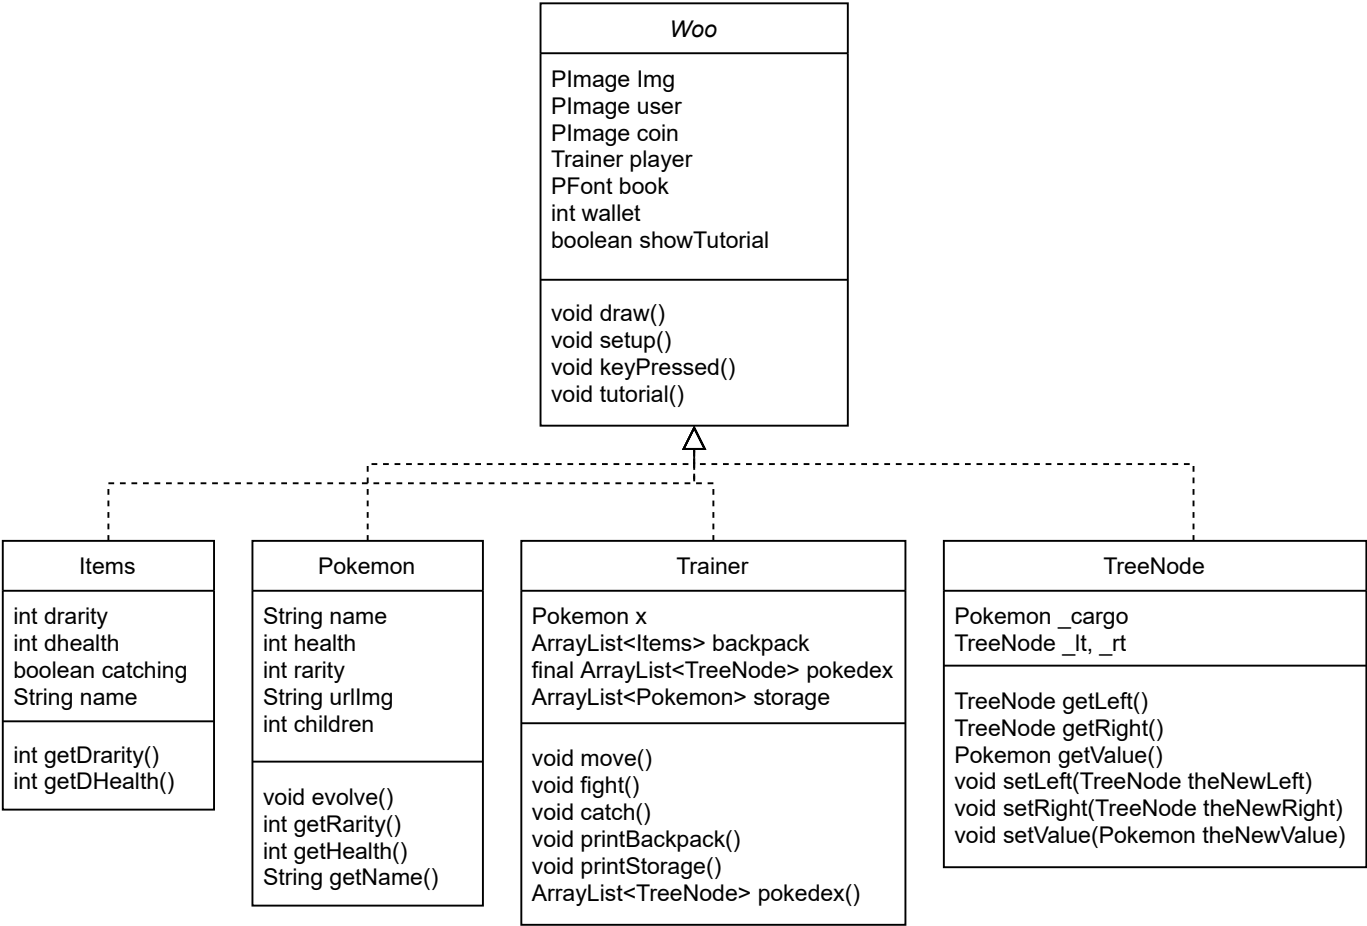 Woo
PImage Img
PImage user
PImage coin
Trainer player
PFont book
int wallet
boolean showTutorial
void draw()
void setup()
void keyPressed()
void tutorial()
Items
int drarity
int dhealth
boolean catching
String name
int getDrarity()
int getDHealth()
Pokemon
String name
int health
int rarity
String urlImg
int children
void evolve()
int getRarity()
int getHealth()
String getName()
Trainer
Pokemon x
ArrayList<Items> backpack
final ArrayList<TreeNode> pokedex
ArrayList<Pokemon> storage
void move()
void fight()
void catch()
void printBackpack()
void printStorage()
ArrayList<TreeNode> pokedex()
TreeNode
Pokemon _cargo
TreeNode _lt, _rt
TreeNode getLeft()
TreeNode getRight()
Pokemon getValue()
void setLeft(TreeNode theNewLeft)
void setRight(TreeNode theNewRight)
void setValue(Pokemon theNewValue)